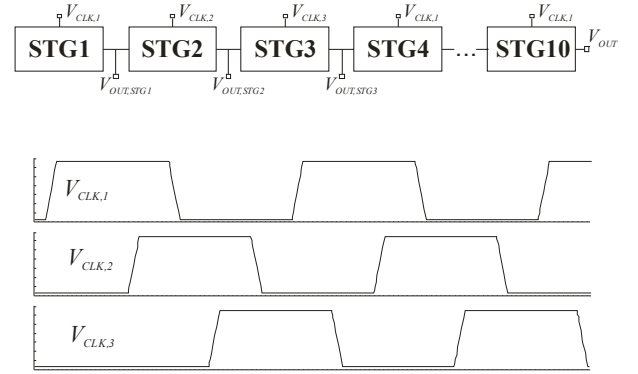 V_CLK,1 V_CLK,2 V_CLK,3 V_CLK,1 V_CLK,1
STG1 STG2 STG3 STG4 ... STG10 V_OUT
V_OUT,STG1 V_OUT,STG2 V_OUT,STG3
V_CLK,1
V_CLK,2
V_CLK,3